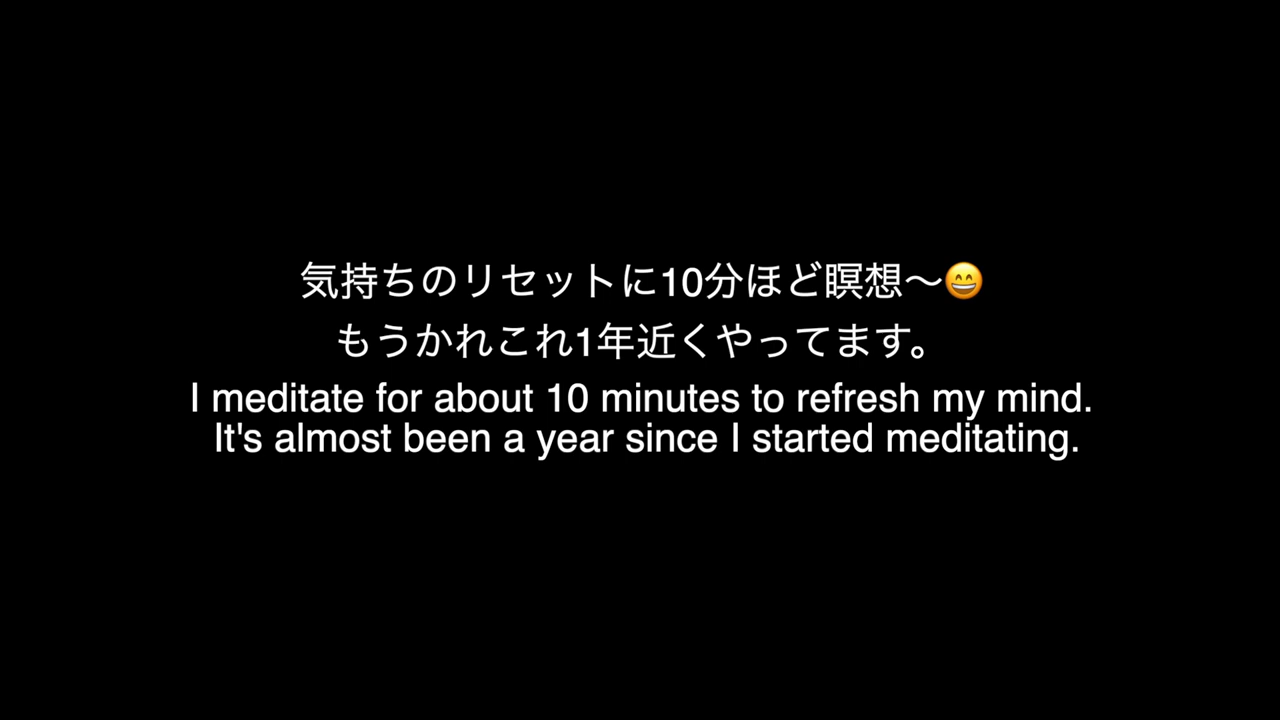 気持ちのリセットに10分ほど瞑想〜😄
もうかれこれ1年近くやってます。
I meditate for about 10 minutes to refresh my mind.
It's almost been a year since I started meditating.